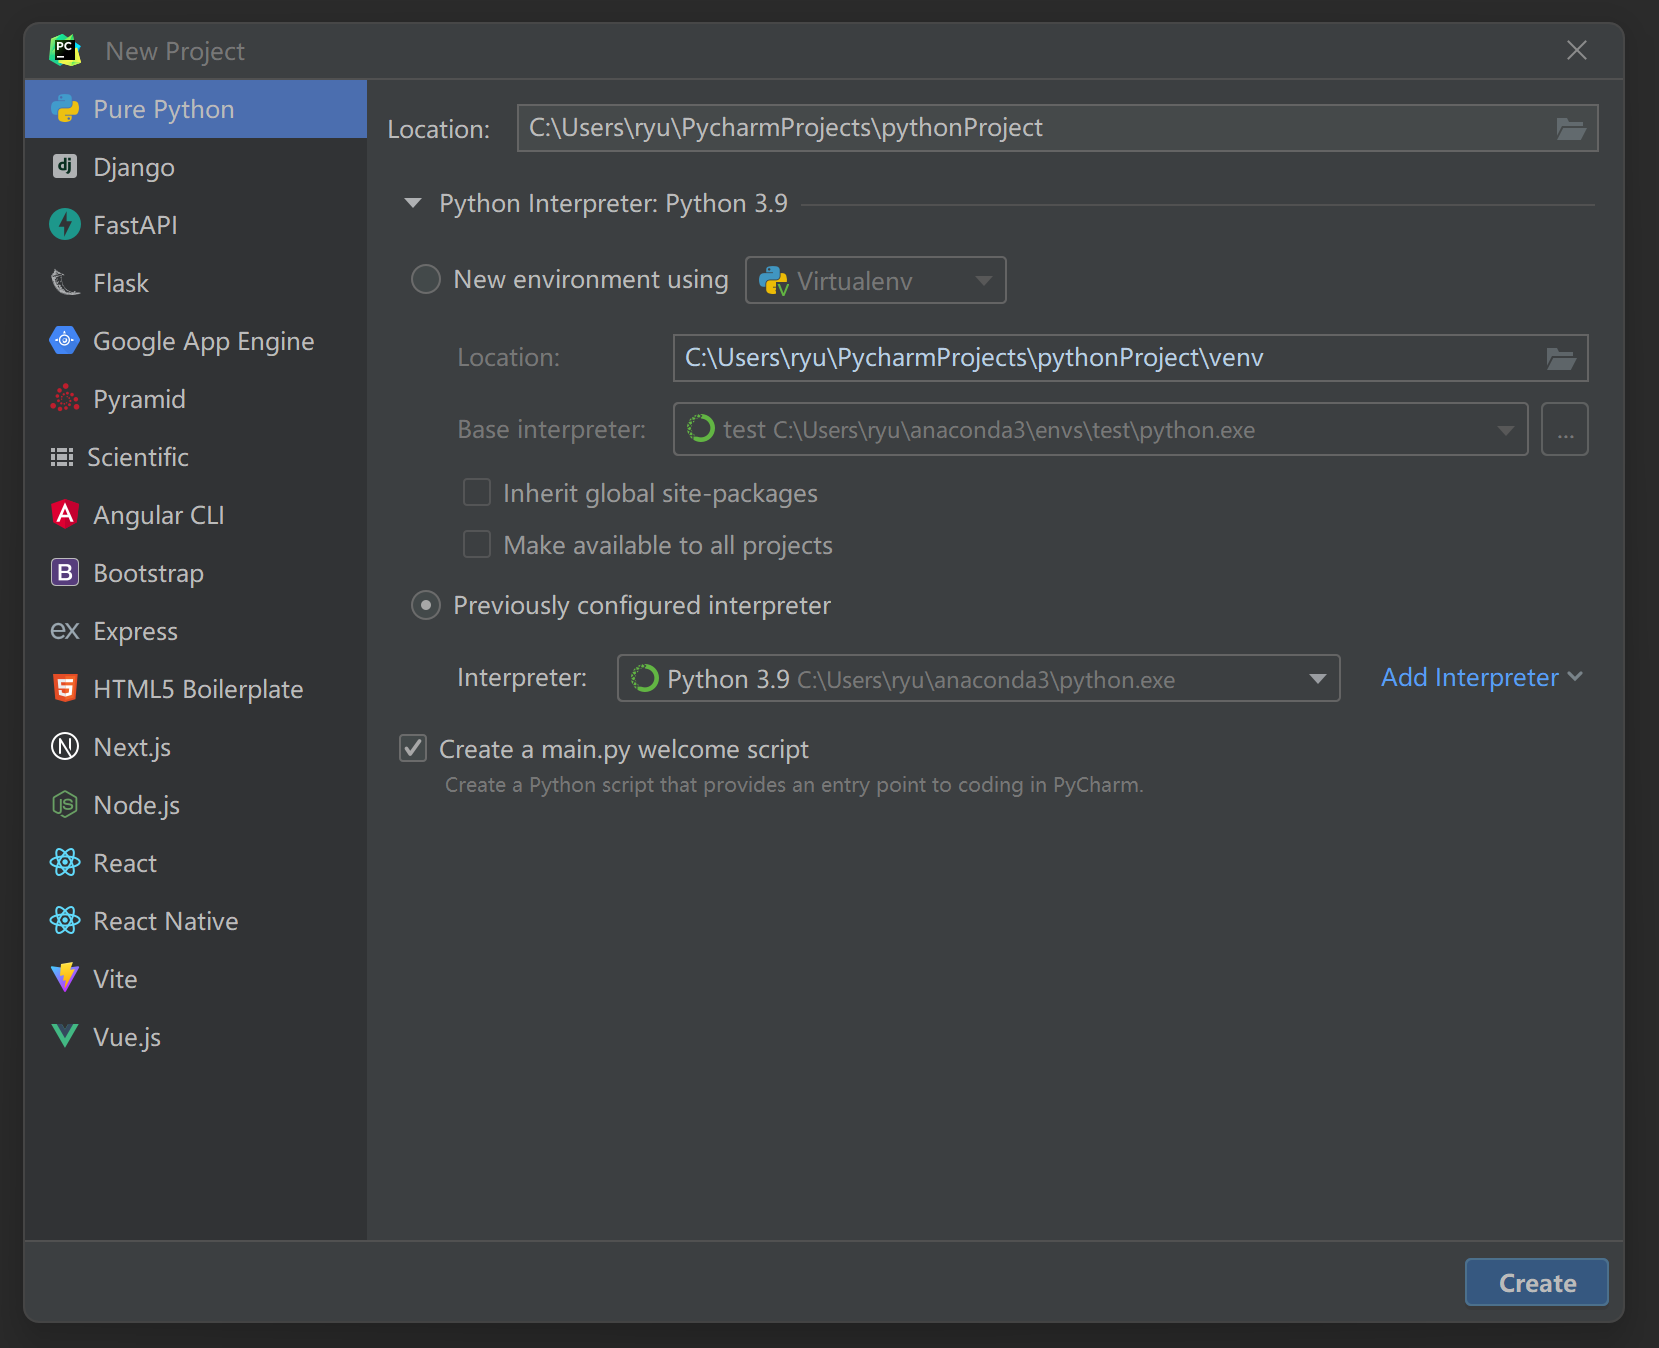 PC
New Project
Pure Python
dj Django
FastAPI
Flask
Google App Engine
Pyramid
Scientific
A Angular CLI
B Bootstrap
ex Express
5 HTML5 Boilerplate
N Next.js
JS Node.js
React
React Native
Vite
Vue.js
Location: C:\Users\ryu\PycharmProjects\pythonProject
Python Interpreter: Python 3.9
New environment using V Virtualenv
Location: C:\Users\ryu\PycharmProjects\pythonProject\venv
Base interpreter: test C:\Users\ryu\anaconda3\envs\test\python.exe ...
Inherit global site-packages
Make available to all projects
Previously configured interpreter
Interpreter: Python 3.9 C:\Users\ryu\anaconda3\python.exe Add Interpreter
Create a main.py welcome script
Create a Python script that provides an entry point to coding in PyCharm.
Create